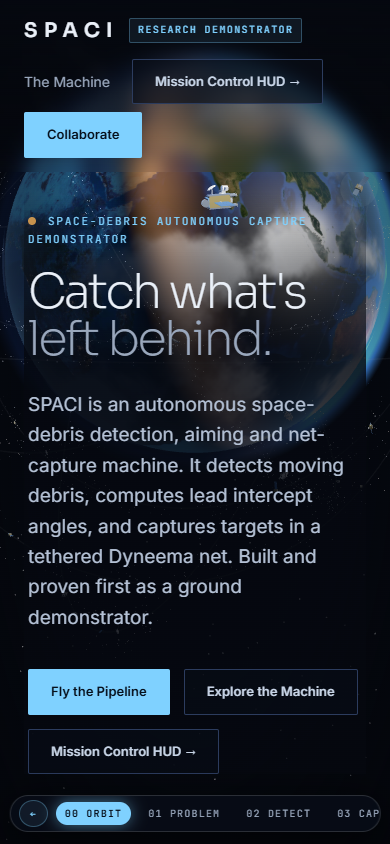 SPACI RESEARCH DEMONSTRATOR
The Machine Mission Control HUD →
Collaborate
SPACE-DEBRIS AUTONOMOUS CAPTURE
DEMONSTRATOR
Catch what's
left behind.
SPACI is an autonomous space-
debris detection, aiming and net-
capture machine. It detects moving
debris, computes lead intercept
angles, and captures targets in a
tethered Dyneema net. Built and
proven first as a ground
demonstrator.
Fly the Pipeline Explore the Machine
Mission Control HUD →
← 00 ORBIT 01 PROBLEM 02 DETECT 03 CAP